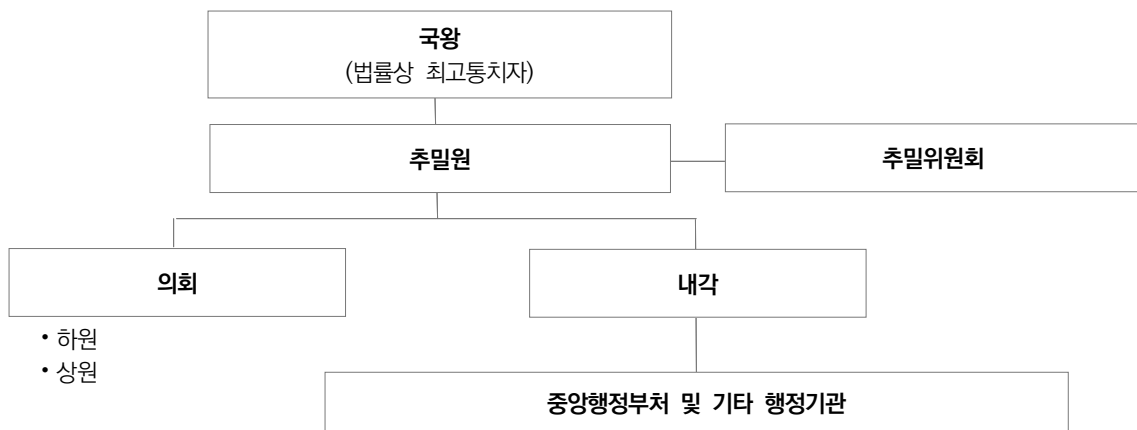 국왕
(법률상 최고통치자)
추밀원
추밀위원회
의회
내각
• 하원
• 상원
중앙행정부처 및 기타 행정기관